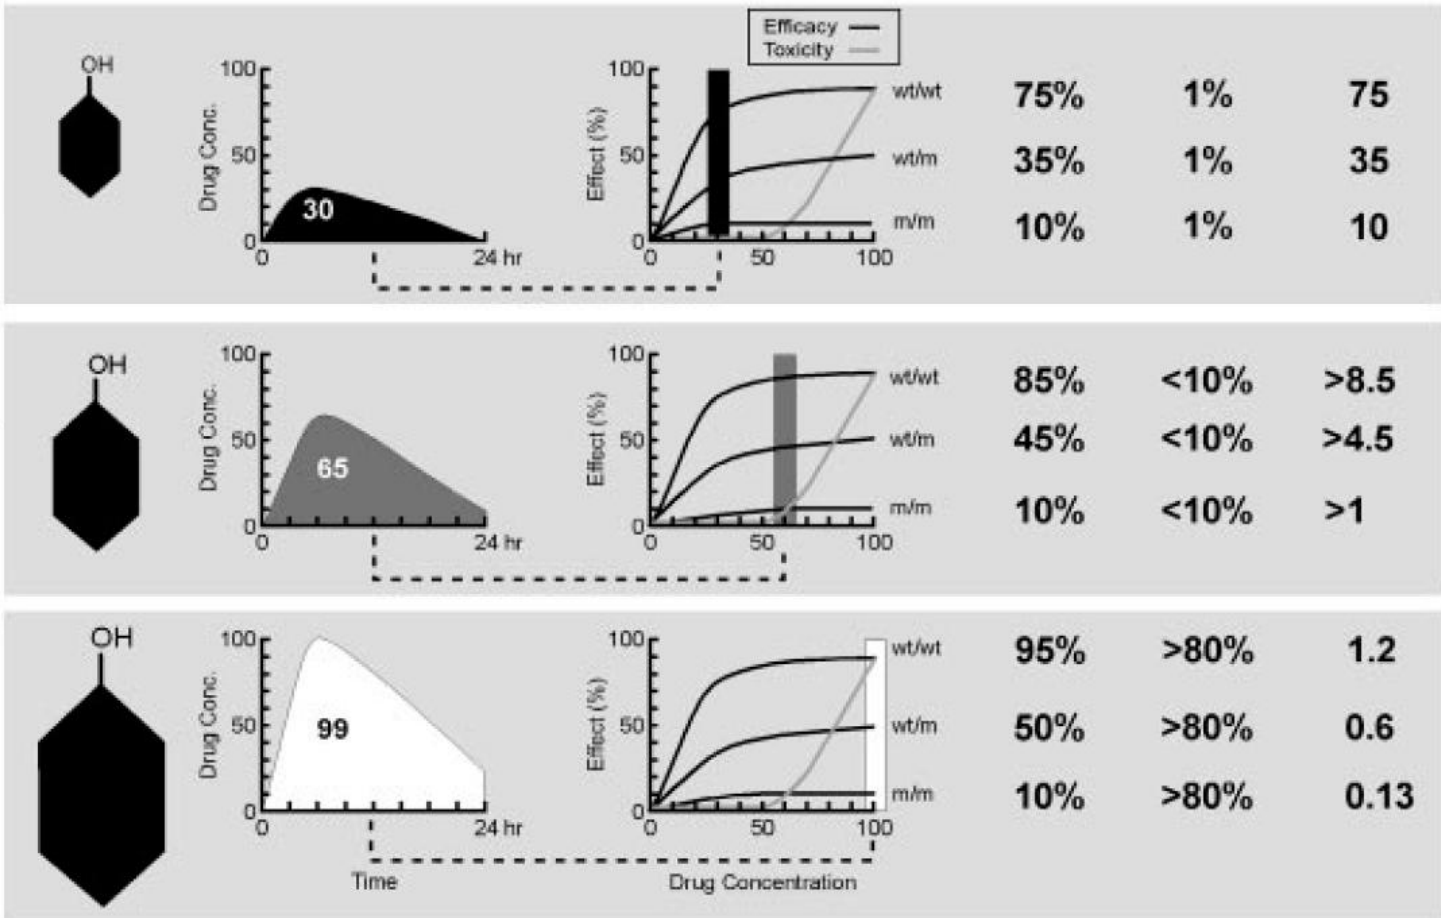 Efficacy
Toxicity
OH
Drug Conc.
100
50
0
30
0
24 hr
Effect (%)
100
50
0
0
50
100
wt/wt
wt/m
m/m
75% 1% 75
35% 1% 35
10% 1% 10
OH
Drug Conc.
100
50
0
65
0
24 hr
Effect (%)
100
50
0
0
50
100
wt/wt
wt/m
m/m
85% <10% >8.5
45% <10% >4.5
10% <10% >1
OH
Drug Conc.
100
50
0
99
0
24 hr
Time
Effect (%)
100
50
0
0
50
100
Drug Concentration
wt/wt
wt/m
m/m
95% >80% 1.2
50% >80% 0.6
10% >80% 0.13